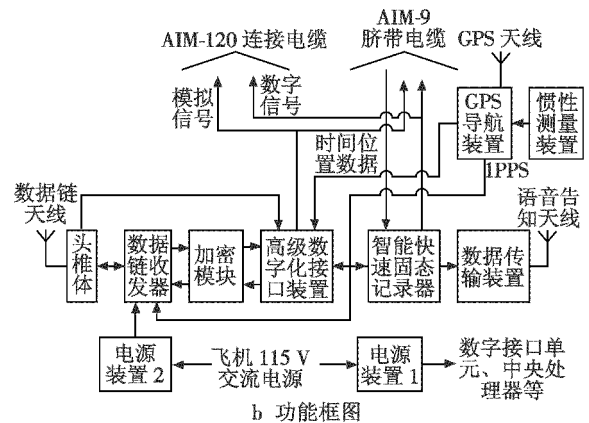 AIM-120 连接电缆
AIM-9
脐带电缆
GPS 天线
模拟
信号
数字
信号
GPS
导航
装置
惯性
测量
装置
时间位
置数据
1PPS
数据链
天线
语音告
知天线
头
椎
体
数据
链收
发器
加密
模块
高级数
字化接
口装置
智能快
速固态
记录器
数据传
输装置
电源
装置 2
飞机 115 V
交流电源
电源
装置 1
数字接口单
元、中央处
理器等
b 功能框图